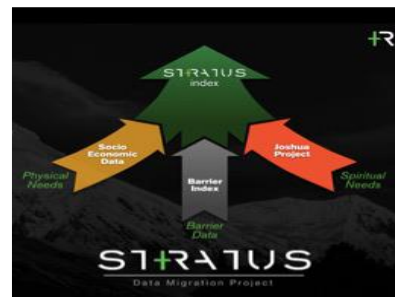 +R
STRATUS
index
Socio
Economic
Data
Joshua
Project
Physical
Needs
Barrier
Index
Spiritual
Needs
Barrier
Data
STRATUS
Data Migration Project